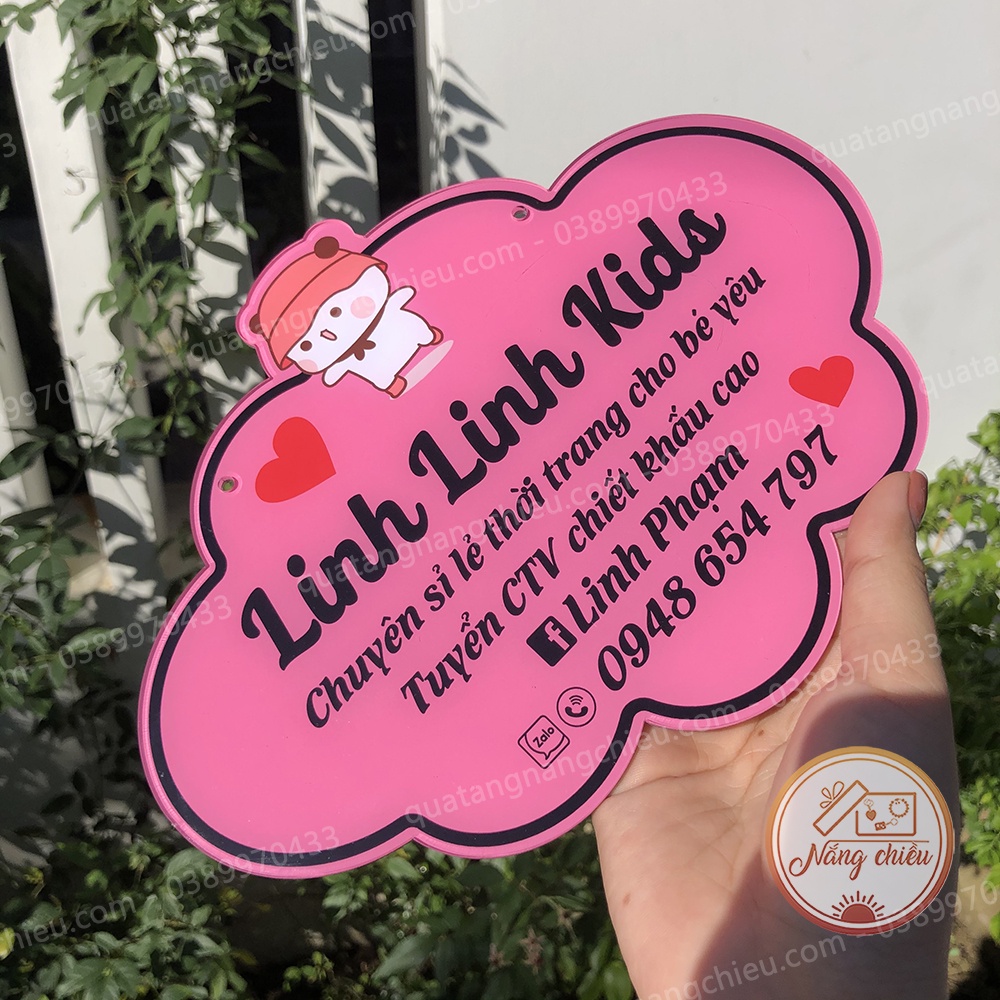 Linh Linh Kids
Chuyên sỉ lẻ thời trang cho bé yêu
Tuyển CTV chiết khấu cao
f Linh Phạm
0948 654 797
Zalo
Nắng chiều
quatangnangchieu.com - 0389970433